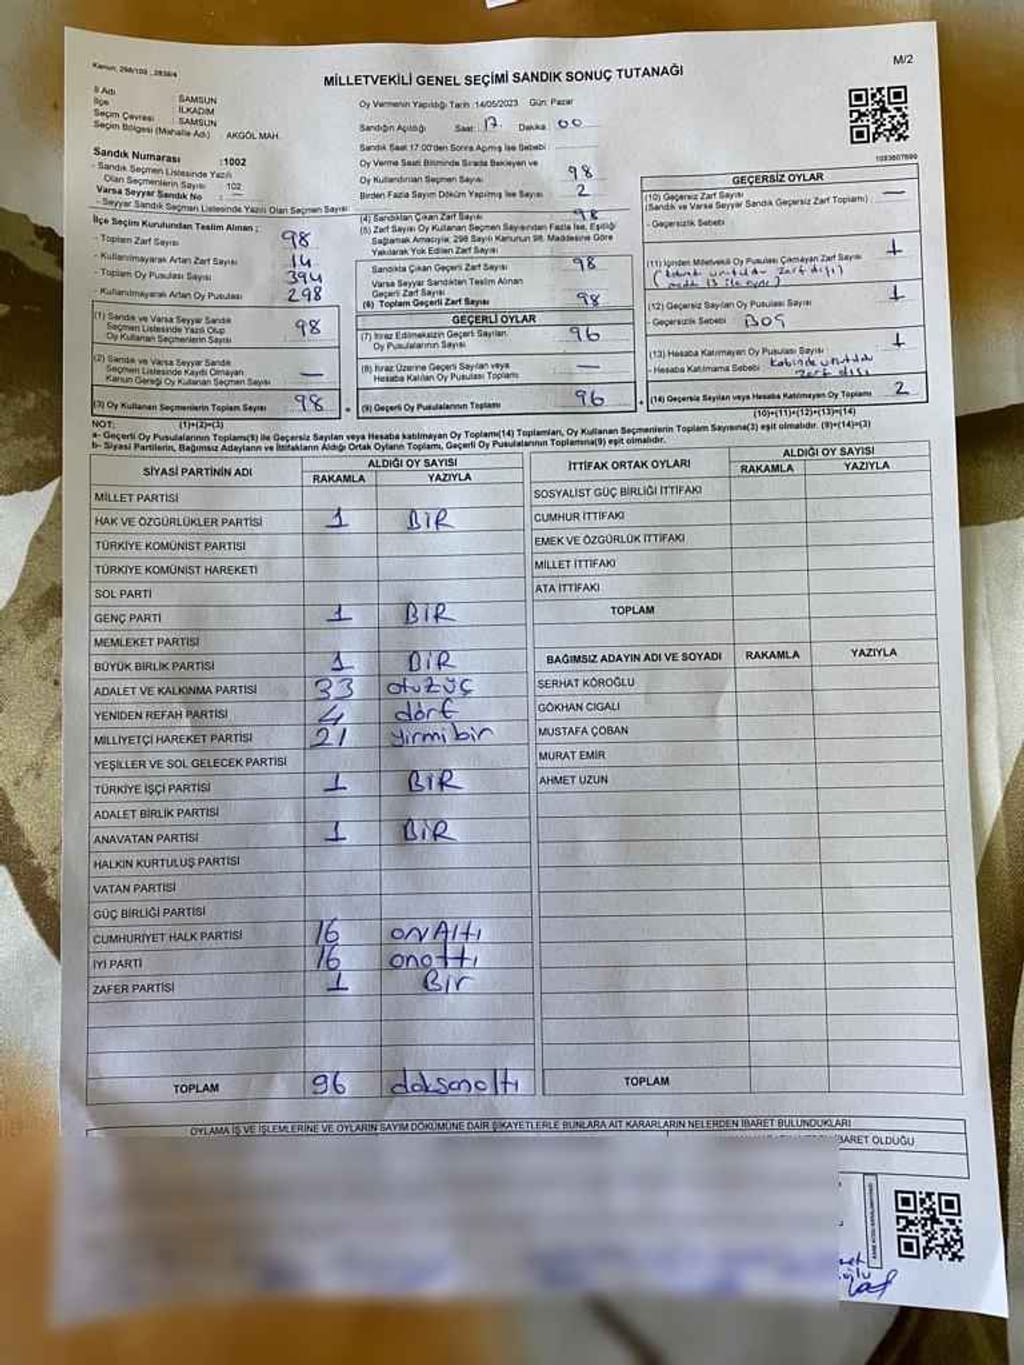 Kanun; 298/103 ; 2839/4
M/2
MİLLETVEKİLİ GENEL SEÇİMİ SANDIK SONUÇ TUTANAĞI
İl Adı : SAMSUN
İlçe : İLKADIM
Seçim Çevresi : SAMSUN
Seçim Bölgesi (Mahalle Adı) : AKGÖL MAH.
Sandık Numarası :1002
- Sandık Seçmen Listesinde Yazılı
Olan Seçmenlerin Sayısı : 102
Varsa Seyyar Sandık No : —
- Seyyar Sandık Seçmen Listesinde Yazılı Olan Seçmen Sayısı:
Oy Vermenin Yapıldığı Tarih :14/05/2023 Gün: Pazar
Sandığın Açıldığı Saat: 17 Dakika: 00
Sandık Saat 17:00'den Sonra Açmış İse Sebebi :
Oy Verme Saati Bitiminde Sırada Bekleyen ve
Oy Kullandırılan Seçmen Sayısı 98
Birden Fazla Sayım Döküm Yapılmış İse Sayısı : 2
1093607690
İlçe Seçim Kurulundan Teslim Alınan ;
- Toplam Zarf Sayısı 98
- Kullanılmayarak Artan Zarf Sayısı 14
- Toplam Oy Pusulası Sayısı 394
- Kullanılmayarak Artan Oy Pusulası 298
(1) Sandık ve Varsa Seyyar Sandık
Seçmen Listesinde Yazılı Olup
Oy Kullanan Seçmenlerin Sayısı 98
(2) Sandık ve Varsa Seyyar Sandık
Seçmen Listesinde Kaydı Olmayan
Kanun Gereği Oy Kullanan Seçmen Sayısı —
(3) Oy Kullanan Seçmenlerin Toplam Sayısı 98
(1)+(2)=(3)
(4) Sandıktan Çıkan Zarf Sayısı 98
(5) Zarf Sayısı Oy Kullanan Seçmen Sayısından Fazla İse, Eşitliği
Sağlamak Amacıyla, 298 Sayılı Kanunun 98. Maddesine Göre
Yakılarak Yok Edilen Zarf Sayısı
Sandıkta Çıkan Geçerli Zarf Sayısı 98
Varsa Seyyar Sandıkten Teslim Alınan
Geçerli Zarf Sayısı
(6) Toplam Geçerli Zarf Sayısı 98
GEÇERLİ OYLAR
(7) İtiraz Edilmeksizin Geçerli Sayılan
Oy Pusulalarının Sayısı 96
(8) İtiraz Üzerine Geçerli Sayılan veya
Hesaba Katılan Oy Pusulası Toplamı —
(9) Geçerli Oy Pusulalarının Toplamı 96
GEÇERSİZ OYLAR
(10) Geçersiz Zarf Sayısı —
(Sandık ve Varsa Seyyar Sandık Geçersiz Zarf Toplamı) :
- Geçersizlik Sebebi
(11) İçinden Milletvekili Oy Pusulası Çıkmayan Zarf Sayısı 1
(12) Geçersiz Sayılan Oy Pusulası Sayısı 1
- Geçersizlik Sebebi : BOŞ
(13) Hesaba Katılmayan Oy Pusulası Sayısı 1
- Hesaba Katılmama Sebebi : kabinde unutulan
zarf dışı
(14) Geçersiz Sayılan veya Hesaba Katılmayan Oy Toplamı 2
(10)+(11)+(12)+(13)=(14)
NOT:
a- Geçerli Oy Pusulalarının Toplamı(9) ile Geçersiz Sayılan veya Hesaba katılmayan Oy Toplamı(14) Toplamları, Oy Kullanan Seçmenlerin Toplam Sayısına(3) eşit olmalıdır. (9)+(14)=(3)
b- Siyasi Partilerin, Bağımsız Adayların ve İttifakların Aldığı Ortak Oyların Toplamı, Geçerli Oy Pusulalarının Toplamına(9) eşit olmalıdır.
SİYASİ PARTİNİN ADI ALDIĞI OY SAYISI
RAKAMLA YAZIYLA
MİLLET PARTİSİ
HAK VE ÖZGÜRLÜKLER PARTİSİ 1 BİR
TÜRKİYE KOMÜNİST PARTİSİ
TÜRKİYE KOMÜNİST HAREKETİ
SOL PARTİ
GENÇ PARTİ 1 BİR
MEMLEKET PARTİSİ
BÜYÜK BİRLİK PARTİSİ 1 BİR
ADALET VE KALKINMA PARTİSİ 33 otuzüç
YENİDEN REFAH PARTİSİ 4 dört
MİLLİYETÇİ HAREKET PARTİSİ 21 yirmi bir
YEŞİLLER VE SOL GELECEK PARTİSİ
TÜRKİYE İŞÇİ PARTİSİ 1 BİR
ADALET BİRLİK PARTİSİ
ANAVATAN PARTİSİ 1 BİR
HALKIN KURTULUŞ PARTİSİ
VATAN PARTİSİ
GÜÇ BİRLİĞİ PARTİSİ
CUMHURİYET HALK PARTİSİ 16 onAltı
İYİ PARTİ 16 onaltı
ZAFER PARTİSİ 1 Bir
TOPLAM 96 doksanaltı
İTTİFAK ORTAK OYLARI ALDIĞI OY SAYISI
RAKAMLA YAZIYLA
SOSYALİST GÜÇ BİRLİĞİ İTTİFAKI
CUMHUR İTTİFAKI
EMEK VE ÖZGÜRLÜK İTTİFAKI
MİLLET İTTİFAKI
ATA İTTİFAKI
TOPLAM
BAĞIMSIZ ADAYIN ADI VE SOYADI RAKAMLA YAZIYLA
SERHAT KÖROĞLU
GÖKHAN CIGALI
MUSTAFA ÇOBAN
MURAT EMİR
AHMET UZUN
TOPLAM
OYLAMA İŞ VE İŞLEMLERİNE VE OYLARIN SAYIM DÖKÜMÜNE DAİR ŞİKAYETLERLE BUNLARA AİT KARARLARIN NELERDEN İBARET BULUNDUKLARI
İBARET OLDUĞU